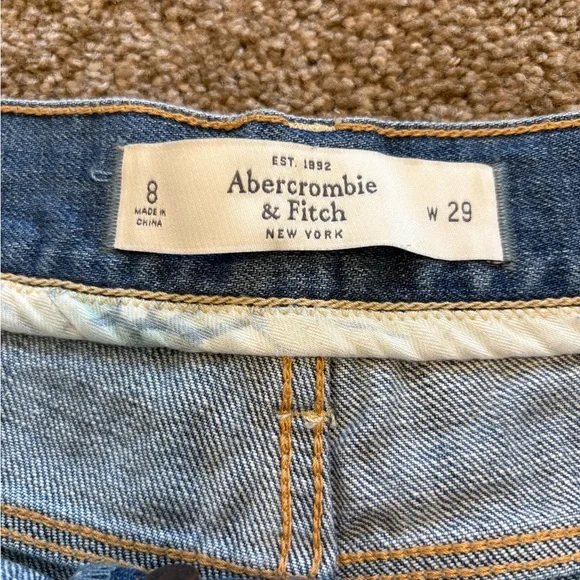 8
MADE IN
CHINA
EST. 1892
Abercrombie
& Fitch
NEW YORK
W 29